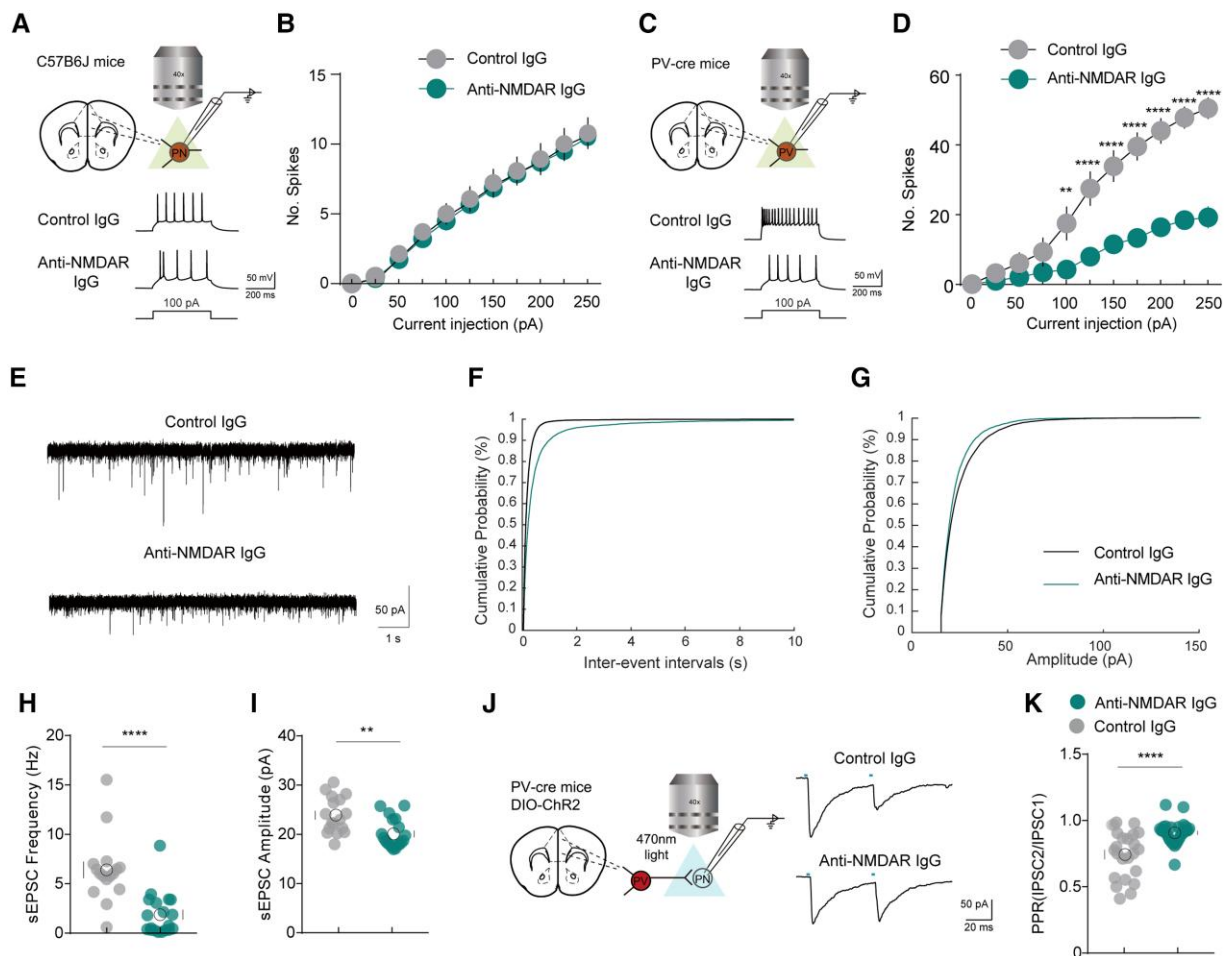 A
C57B6J mice
40x
PN
Control IgG
Anti-NMDAR
IgG
50 mV
200 ms
100 pA
B
Control IgG
Anti-NMDAR IgG
15
10
5
0
No. Spikes
0 50 100 150 200 250
Current injection (pA)
C
PV-cre mice
40x
PV
Control IgG
Anti-NMDAR
IgG
50 mV
200 ms
100 pA
D
Control IgG
Anti-NMDAR IgG
60
40
20
0
No. Spikes
** **** **** **** **** **** ****
0 50 100 150 200 250
Current injection (pA)
E
Control IgG
Anti-NMDAR IgG
50 pA
1 s
F
Cumulative Probability (%)
1
0.9
0.8
0.7
0.6
0.5
0.4
0.3
0.2
0.1
0
0 2 4 6 8 10
Inter-event intervals (s)
G
Cumulative Probability (%)
1
0.9
0.8
0.7
0.6
0.5
0.4
0.3
0.2
0.1
0
Control IgG
Anti-NMDAR IgG
0 50 100 150
Amplitude (pA)
H
sEPSC Frequency (Hz)
20
15
10
5
0
****
I
sEPSC Amplitude (pA)
40
30
20
10
0
**
J
PV-cre mice
DIO-ChR2
40x
470nm
light
PV
PN
Control IgG
Anti-NMDAR IgG
50 pA
20 ms
K
Anti-NMDAR IgG
Control IgG
PPR(IPSC2/IPSC1)
1.5
1.0
0.5
0
****